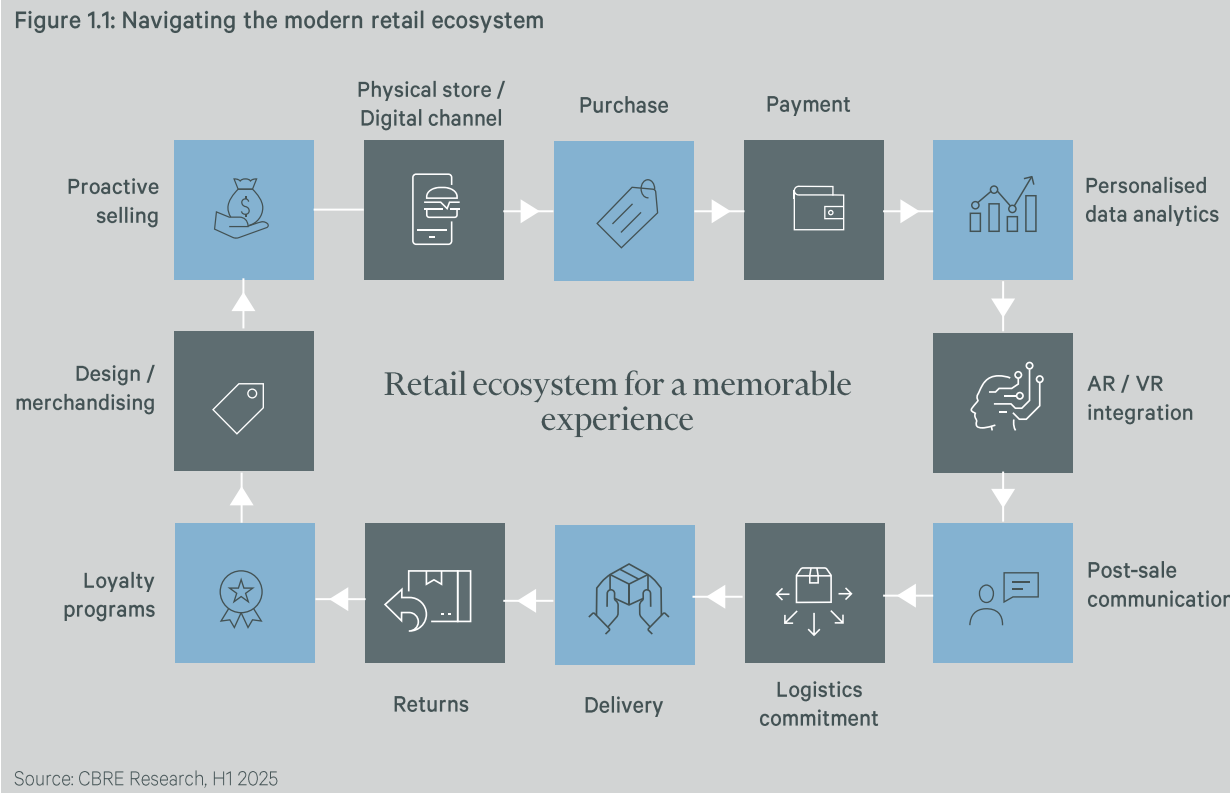 Figure 1.1: Navigating the modern retail ecosystem
Physical store /
Digital channel
Purchase
Payment
Proactive
selling
$
Personalised
data analytics
Design /
merchandising
Retail ecosystem for a memorable
experience
AR / VR
integration
Loyalty
programs
Post-sale
communication
Returns
Delivery
Logistics
commitment
Source: CBRE Research, H1 2025